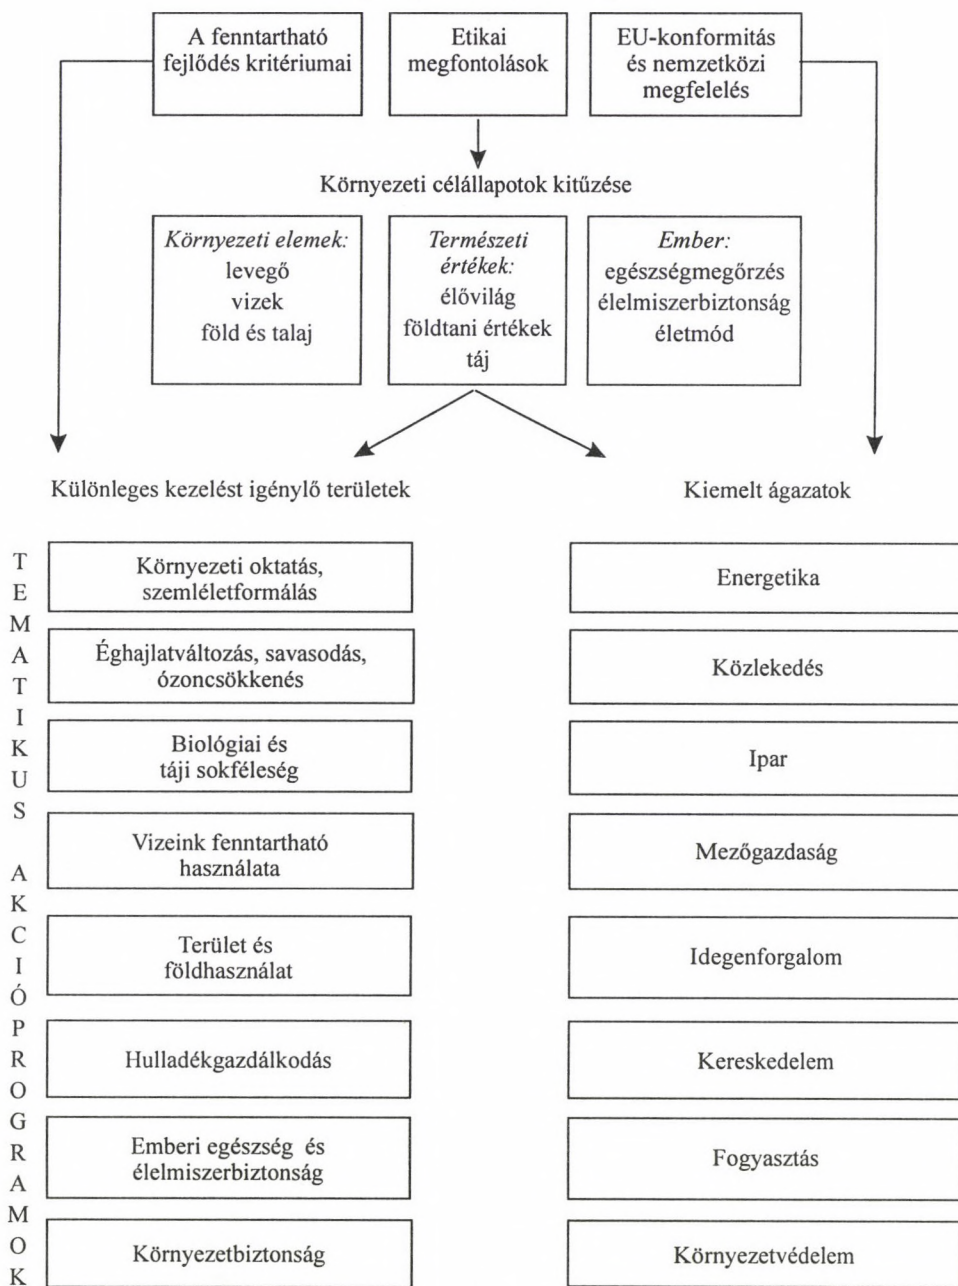 A fenntartható
fejlődés kritériumai
Etikai
megfontolások
EU-konformitás
és nemzetközi
megfelelés
Környezeti célállapotok kitűzése
Környezeti elemek:
levegő
vizek
föld és talaj
Természeti
értékek:
élővilág
földtani értékek
táj
Ember:
egészségmegőrzés
élelmiszerbiztonság
életmód
Különleges kezelést igénylő területek
Kiemelt ágazatok
TEMATIKUS AKCIÓPROGRAMOK
Környezeti oktatás,
szemléletformálás
Energetika
Éghajlatváltozás, savasodás,
ózoncsökkenés
Közlekedés
Biológiai és
táji sokféleség
Ipar
Vizeink fenntartható
használata
Mezőgazdaság
Terület és
földhasználat
Idegenforgalom
Hulladékgazdálkodás
Kereskedelem
Emberi egészség és
élelmiszerbiztonság
Fogyasztás
Környezetbiztonság
Környezetvédelem